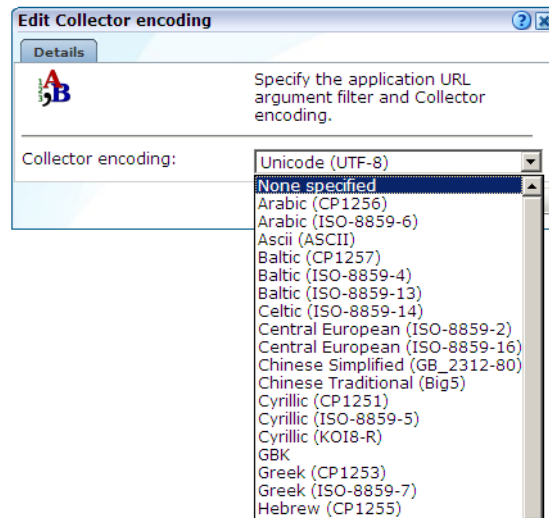 Edit Collector encoding
Details
Specify the application URL
argument filter and Collector
encoding.
Collector encoding:
Unicode (UTF-8)
None specified
Arabic (CP1256)
Arabic (ISO-8859-6)
Ascii (ASCII)
Baltic (CP1257)
Baltic (ISO-8859-4)
Baltic (ISO-8859-13)
Celtic (ISO-8859-14)
Central European (ISO-8859-2)
Central European (ISO-8859-16)
Chinese Simplified (GB_2312-80)
Chinese Traditional (Big5)
Cyrillic (CP1251)
Cyrillic (ISO-8859-5)
Cyrillic (KOI8-R)
GBK
Greek (CP1253)
Greek (ISO-8859-7)
Hebrew (CP1255)